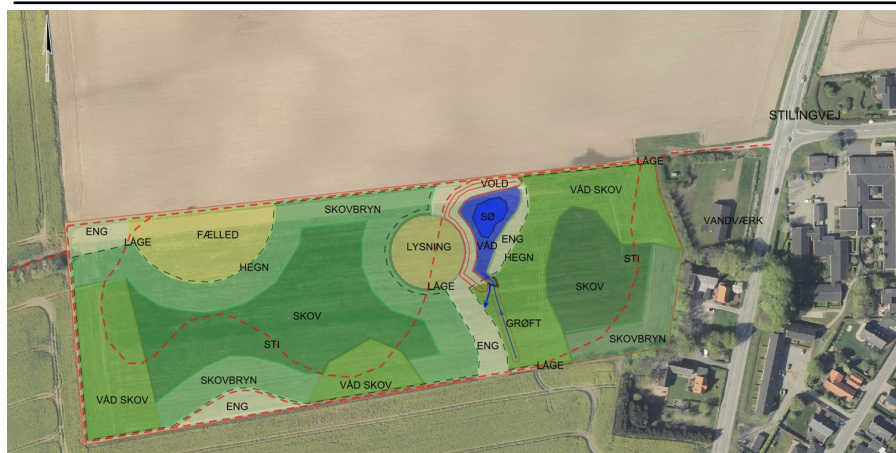 STILINGVEJ
LÅGE
VOLD
VÅD SKOV
SKOVBRYN
SØ
VANDVÆRK
ENG
FÆLLED
LÅGE
LYSNING
VÅD
ENG
HEGN
STI
HEGN
LÅGE
SKOV
SKOV
GRØFT
STI
ENG
SKOVBRYN
LÅGE
SKOVBRYN
VÅD SKOV
VÅD SKOV
ENG